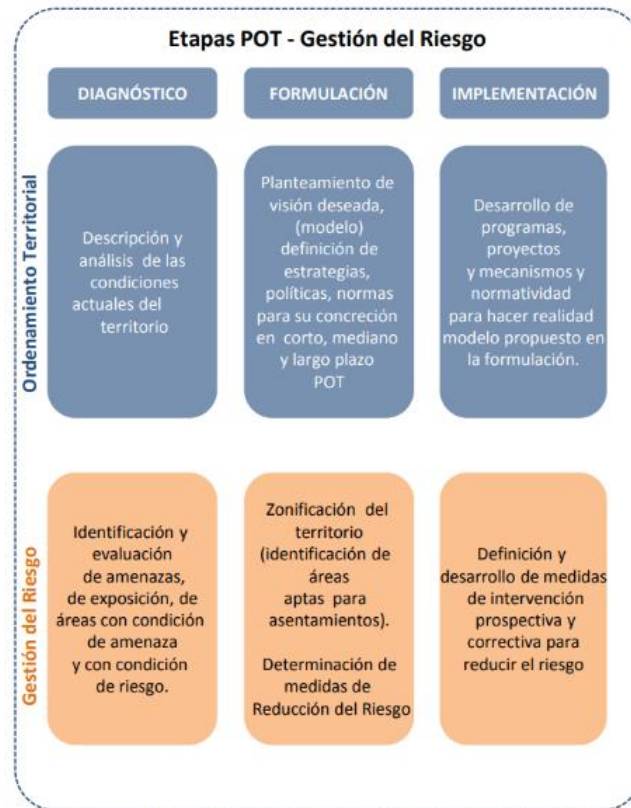 Etapas POT - Gestión del Riesgo
DIAGNÓSTICO
FORMULACIÓN
IMPLEMENTACIÓN
Ordenamiento Territorial
Descripción y
análisis de las
condiciones
actuales del
territorio
Planteamiento de
visión deseada,
(modelo)
definición de
estrategias,
políticas, normas
para su concreción
en corto, mediano
y largo plazo
POT
Desarrollo de
programas,
proyectos
y mecanismos y
normatividad
para hacer realidad
modelo propuesto en
la formulación.
Gestión del Riesgo
Identificación y
evaluación
de amenazas,
de exposición, de
áreas con condición
de amenaza
y con condición
de riesgo.
Zonificación del
territorio
(identificación de
áreas
aptas para
asentamientos).
Determinación de
medidas de
Reducción del Riesgo
Definición y
desarrollo de medidas
de intervención
prospectiva y
correctiva para
reducir el riesgo